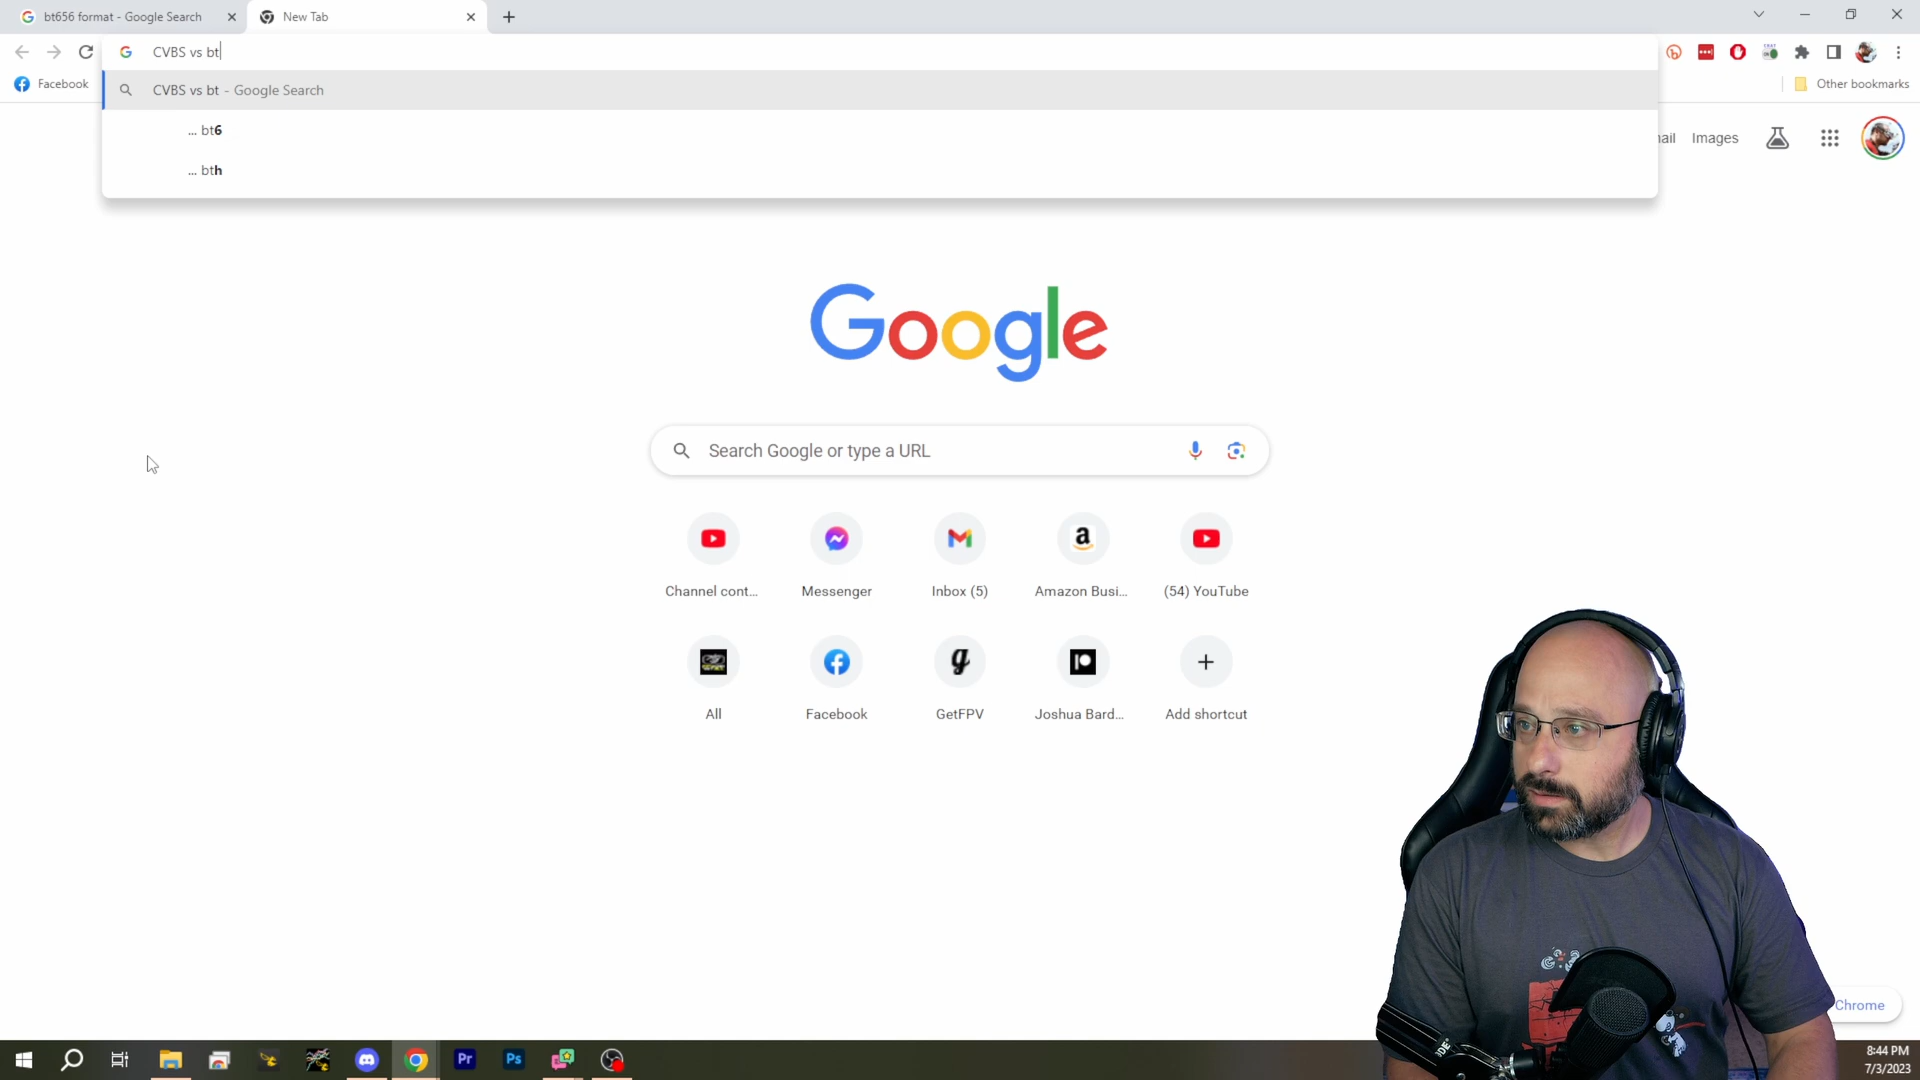 bt656 format - Google Search
New Tab
CVBS vs bt
Facebook
Other bookmarks
CVBS vs bt - Google Search
... bt6
... bth
ail
Images
Google
Search Google or type a URL
Channel cont...
Messenger
Inbox (5)
Amazon Busi...
(54) YouTube
All
Facebook
GetFPV
Joshua Bard...
Add shortcut
Chrome
Pr
Ps
8:44 PM
7/3/2023